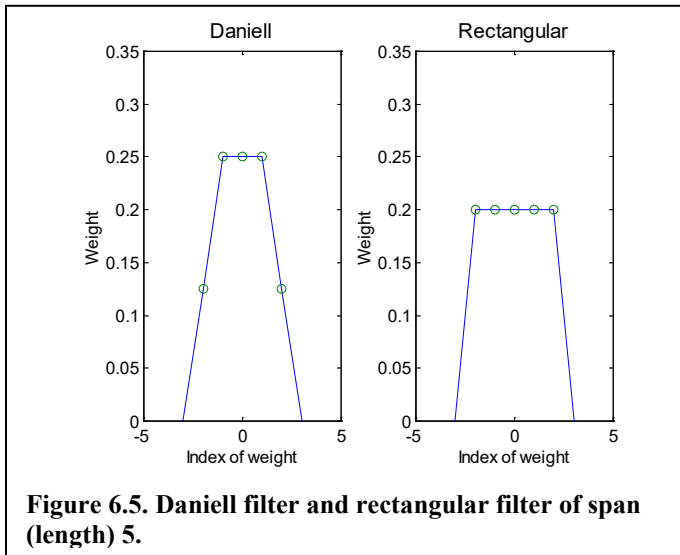 Daniell
0.35
0.3
0.25
0.2
0.15
0.1
0.05
0
-5
0
5
Weight
Index of weight
Rectangular
0.35
0.3
0.25
0.2
0.15
0.1
0.05
0
-5
0
5
Weight
Index of weight
Figure 6.5. Daniell filter and rectangular filter of span
(length) 5.